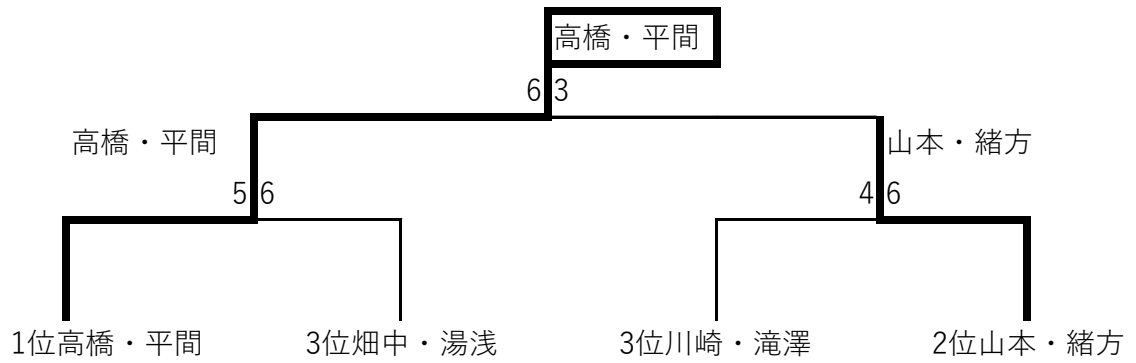 高橋・平間
6 3
高橋・平間
山本・緒方
5 6
4 6
1位高橋・平間
3位畑中・湯浅
3位川崎・滝澤
2位山本・緒方